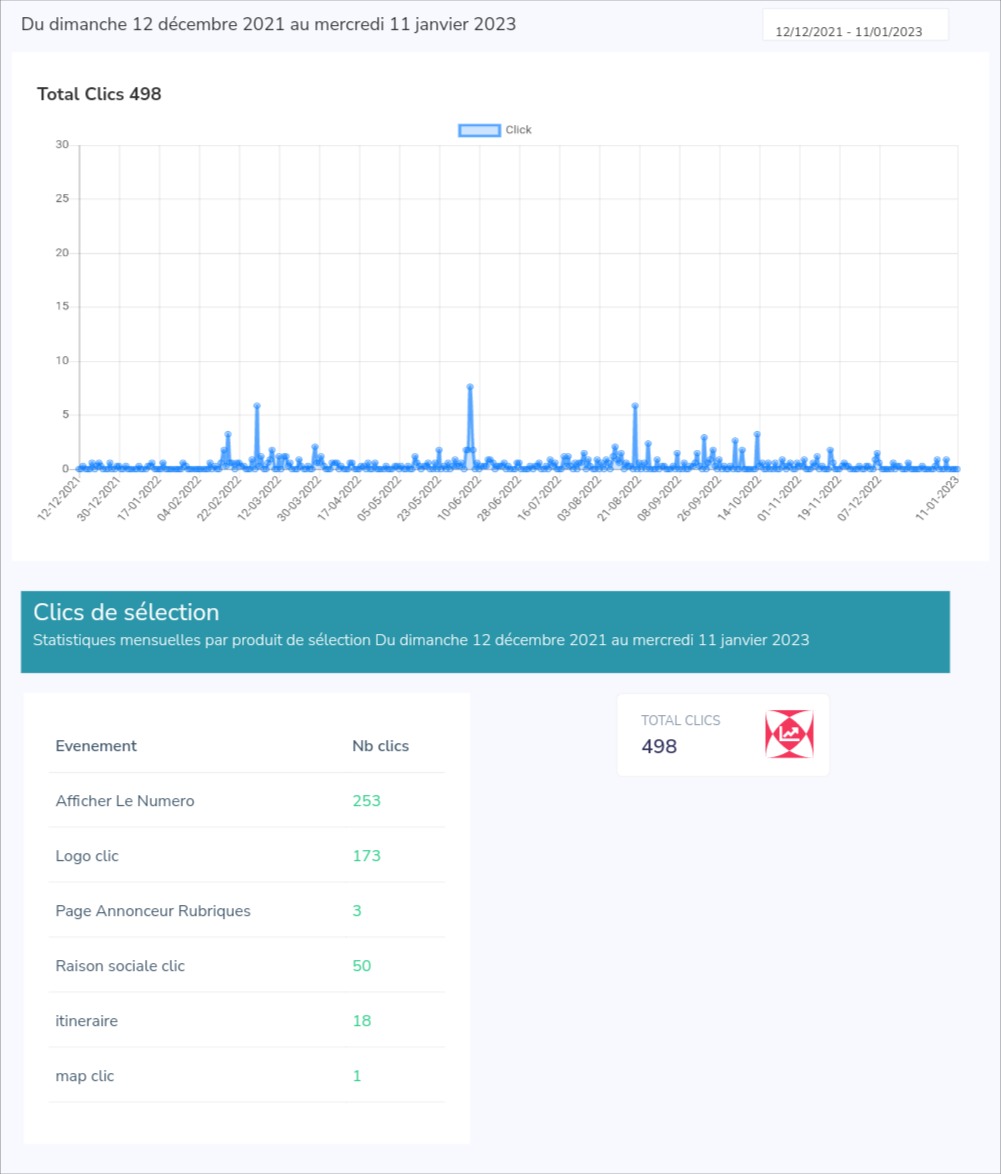 Du dimanche 12 décembre 2021 au mercredi 11 janvier 2023
12/12/2021 - 11/01/2023
Total Clics 498
Click
30
25
20
15
10
5
0
12-12-2021
30-12-2021
17-01-2022
04-02-2022
22-02-2022
12-03-2022
30-03-2022
17-04-2022
05-05-2022
23-05-2022
10-06-2022
28-06-2022
16-07-2022
03-08-2022
21-08-2022
08-09-2022
26-09-2022
14-10-2022
01-11-2022
19-11-2022
07-12-2022
11-01-2023
Clics de sélection
Statistiques mensuelles par produit de sélection Du dimanche 12 décembre 2021 au mercredi 11 janvier 2023
Evenement Nb clics
Afficher Le Numero 253
Logo clic 173
Page Annonceur Rubriques 3
Raison sociale clic 50
itineraire 18
map clic 1
TOTAL CLICS
498